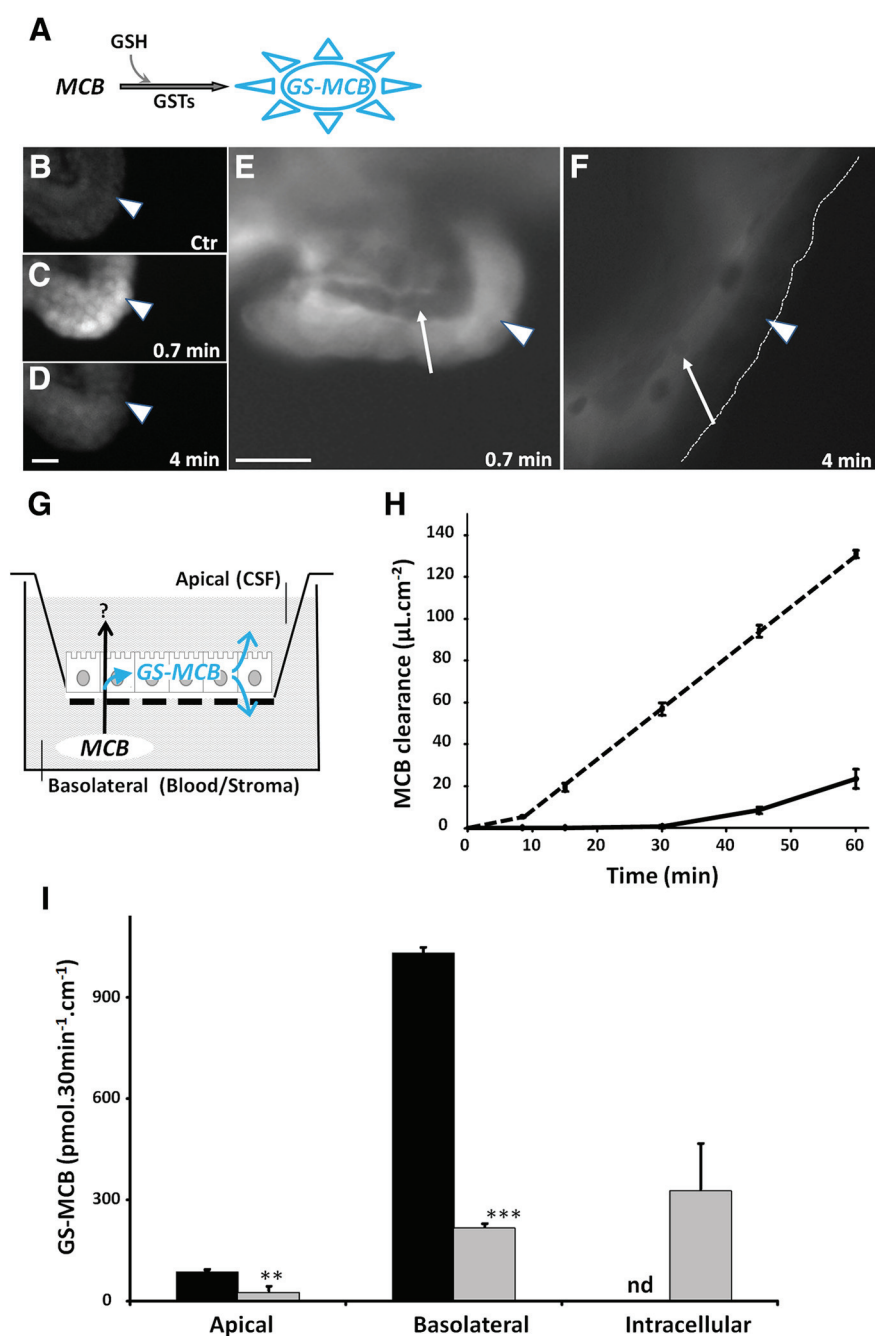 A
GSH
MCB
GSTs
GS-MCB
B
Ctr
C
0.7 min
D
4 min
E
0.7 min
F
4 min
G
Apical (CSF)
?
GS-MCB
MCB
Basolateral (Blood/Stroma)
H
MCB clearance (µL.cm⁻²)
140
120
100
80
60
40
20
0
0
10
20
30
40
50
60
Time (min)
I
GS-MCB (pmol.30min⁻¹.cm⁻¹)
900
600
300
0
**
***
nd
Apical
Basolateral
Intracellular